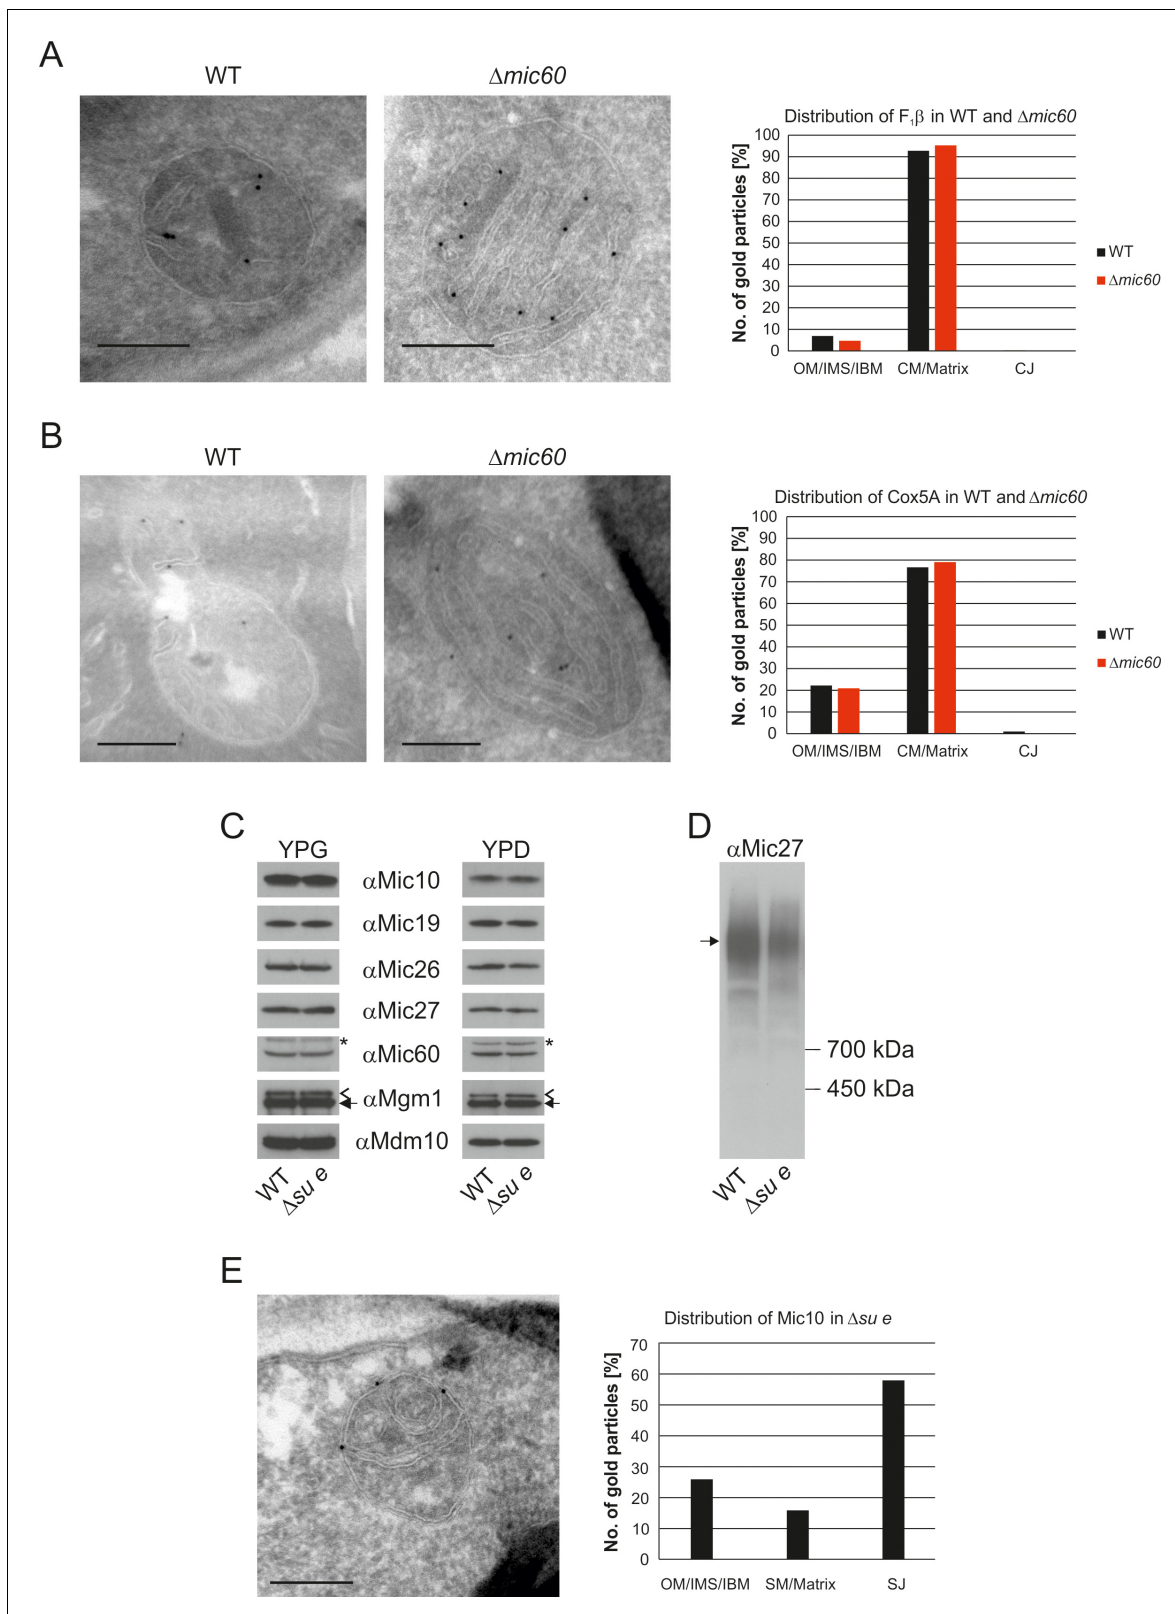 A
WT
Δmic60
Distribution of F₁β in WT and Δmic60
No. of gold particles [%]
100
90
80
70
60
50
40
30
20
10
0
OM/IMS/IBM CM/Matrix CJ
WT
Δmic60
B
WT
Δmic60
Distribution of Cox5A in WT and Δmic60
No. of gold particles [%]
100
90
80
70
60
50
40
30
20
10
0
OM/IMS/IBM CM/Matrix CJ
WT
Δmic60
C
YPG YPD
αMic10
αMic19
αMic26
αMic27
* αMic60 *
αMgm1
αMdm10
WT Δsu e WT Δsu e
D
αMic27
700 kDa
450 kDa
WT Δsu e
E
Distribution of Mic10 in Δsu e
No. of gold particles [%]
70
60
50
40
30
20
10
0
OM/IMS/IBM SM/Matrix SJ